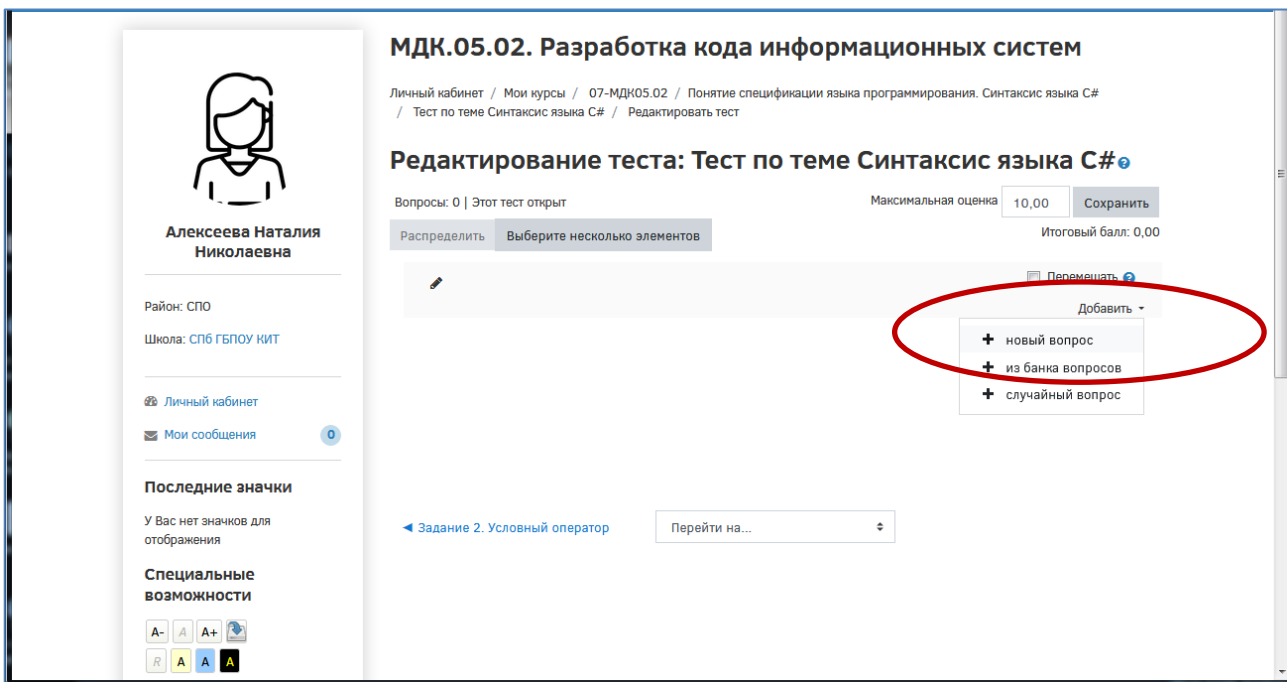 МДК.05.02. Разработка кода информационных систем
Личный кабинет / Мои курсы / 07-МДК05.02 / Понятие спецификации языка программирования. Синтаксис языка C#
/ Тест по теме Синтаксис языка C# / Редактировать тест
Алексеева Наталия
Николаевна
Район: СПО
Школа: СПб ГБПОУ КИТ
Личный кабинет
Мои сообщения 0
Последние значки
У Вас нет значков для
отображения
Специальные
возможности
A- A A+
R A A A
Редактирование теста: Тест по теме Синтаксис языка C#
Вопросы: 0 | Этот тест открыт
Максимальная оценка 10,00 Сохранить
Распределить Выберите несколько элементов
Итоговый балл: 0,00
Перемешать
Добавить
новый вопрос
из банка вопросов
случайный вопрос
◄ Задание 2. Условный оператор
Перейти на...